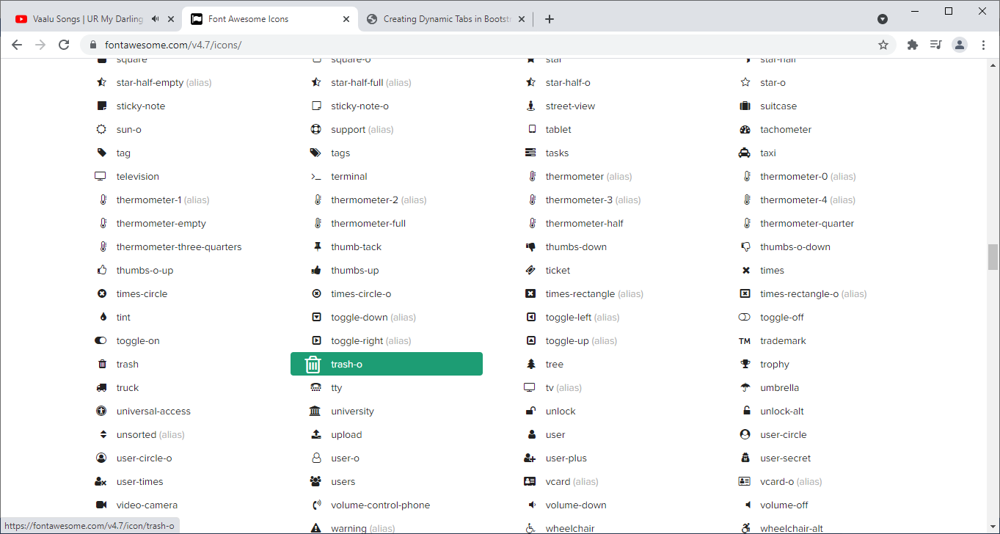 Vaalu Songs | UR My Darling
Font Awesome Icons
Creating Dynamic Tabs in Bootst
fontawesome.com/v4.7/icons/
square square-o star star-half
star-half-empty (alias) star-half-full (alias) star-half-o star-o
sticky-note sticky-note-o street-view suitcase
sun-o support (alias) tablet tachometer
tag tags tasks taxi
television terminal thermometer (alias) thermometer-0 (alias)
thermometer-1 (alias) thermometer-2 (alias) thermometer-3 (alias) thermometer-4 (alias)
thermometer-empty thermometer-full thermometer-half thermometer-quarter
thermometer-three-quarters thumb-tack thumbs-down thumbs-o-down
thumbs-o-up thumbs-up ticket times
times-circle times-circle-o times-rectangle (alias) times-rectangle-o (alias)
tint toggle-down (alias) toggle-left (alias) toggle-off
toggle-on toggle-right (alias) toggle-up (alias) TM trademark
trash trash-o tree trophy
truck tty tv (alias) umbrella
universal-access university unlock unlock-alt
unsorted (alias) upload user user-circle
user-circle-o user-o user-plus user-secret
user-times users vcard (alias) vcard-o (alias)
video-camera volume-control-phone volume-down volume-off
warning (alias) wheelchair wheelchair-alt
https://fontawesome.com/v4.7/icon/trash-o